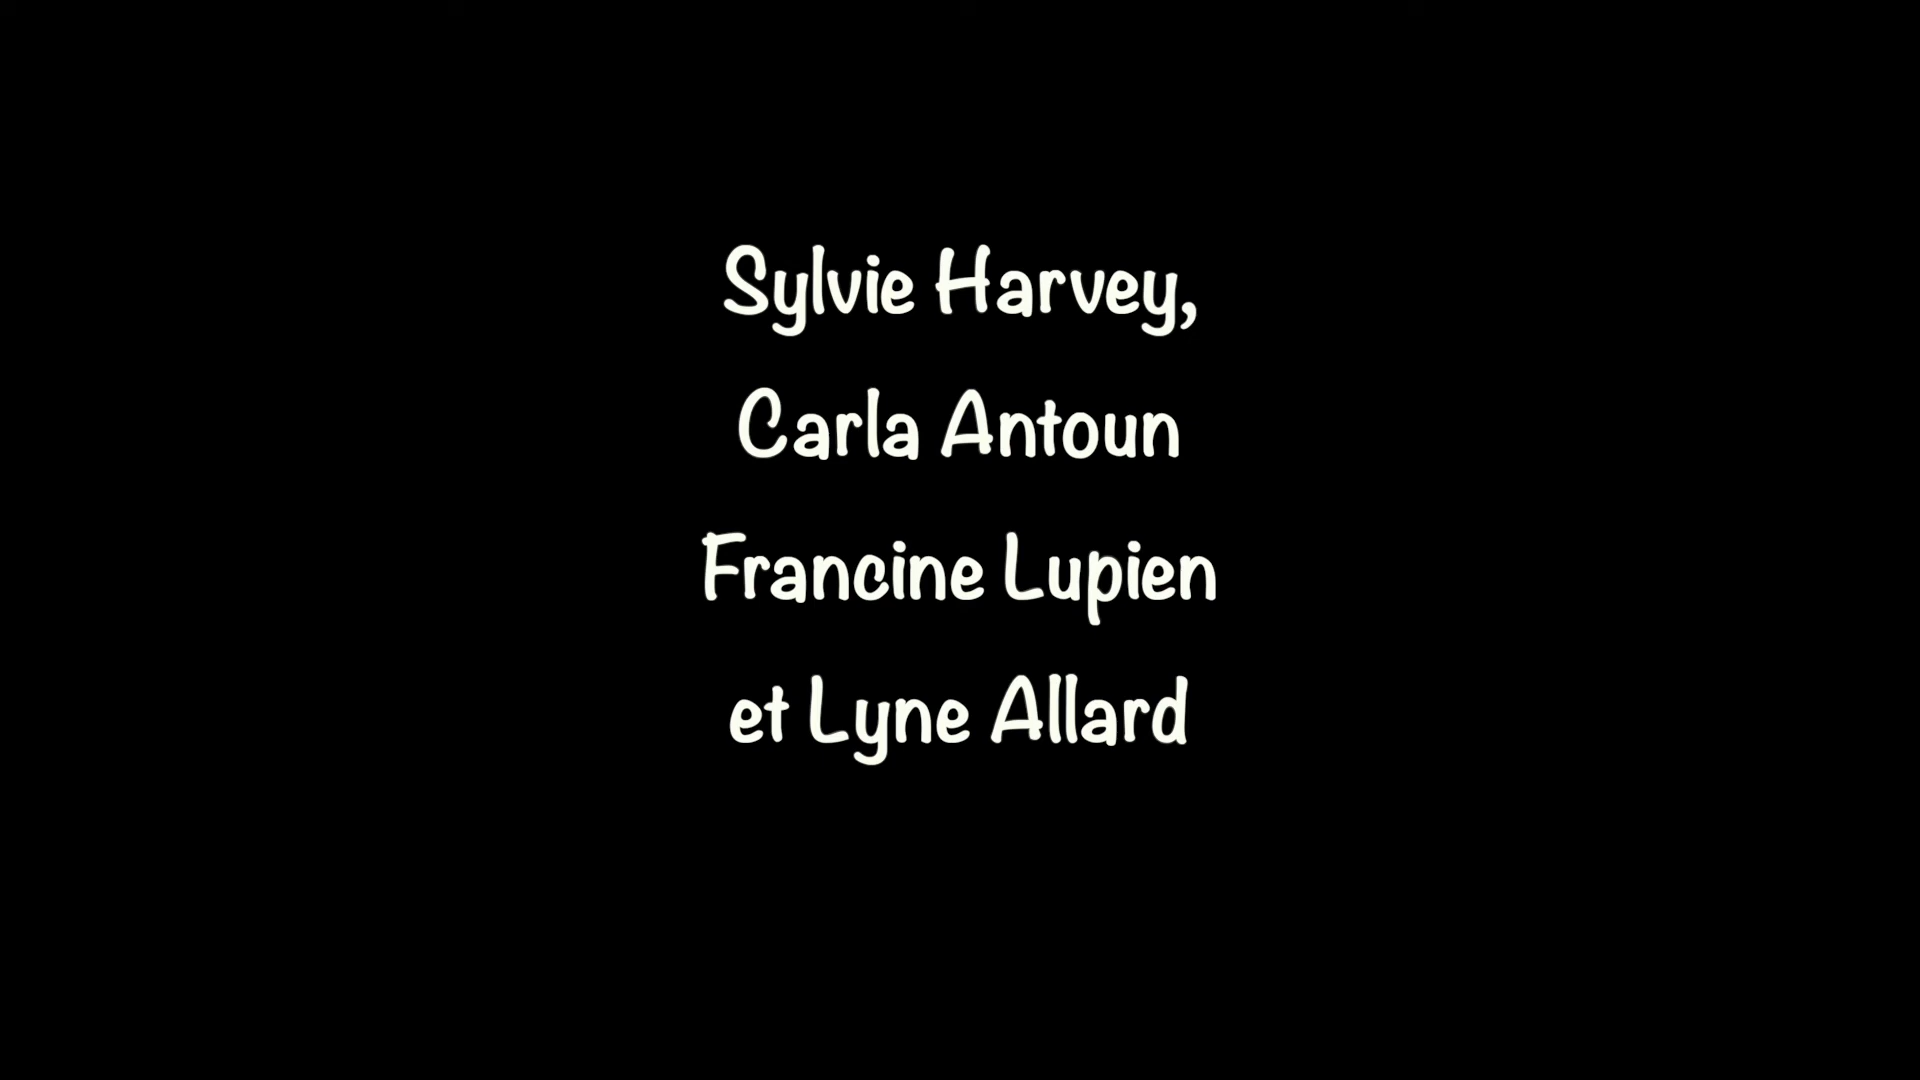 Sylvie Harvey,
Carla Antoun
Francine Lupien
et Lyne Allard